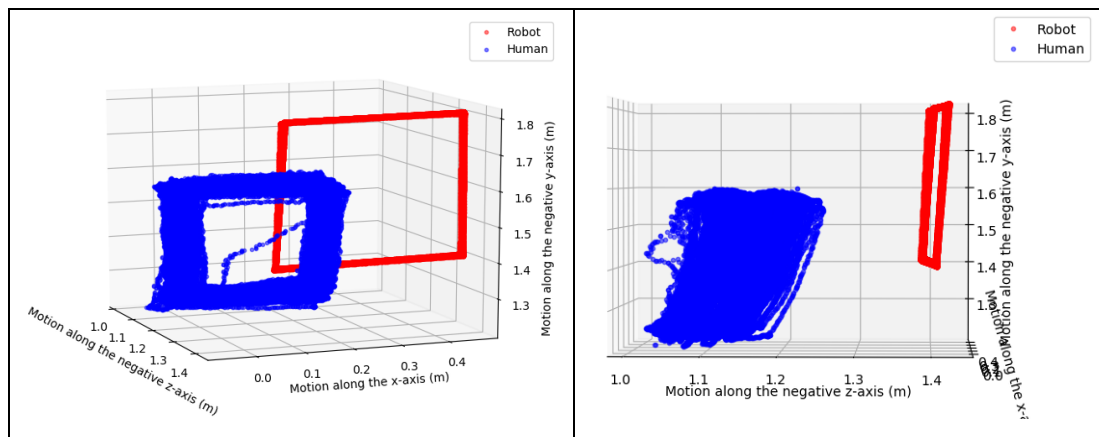 Robot
Human
1.8
1.7
1.6
1.5
1.4
1.3
Motion along the negative y-axis (m)
1.0
1.1
1.2
1.3
1.4
Motion along the negative z-axis (m)
0.0
0.1
0.2
0.3
0.4
Motion along the x-axis (m)
Robot
Human
1.8
1.7
1.6
1.5
1.4
1.3
Motion along the negative y-axis (m)
1.0
1.1
1.2
1.3
1.4
Motion along the negative z-axis (m)
Motion along the x-a